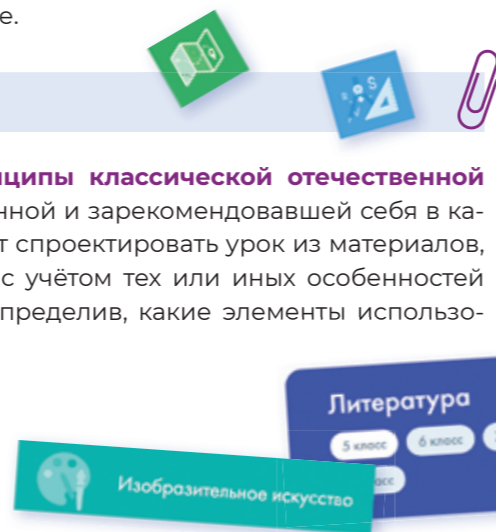 е.
нципы классической отечественной
нной и зарекомендовавшей себя в ка-
т спроектировать урок из материалов,
с учётом тех или иных особенностей
пределив, какие элементы использо-
Литература
5 класс 6 класс
Изобразительное искусство